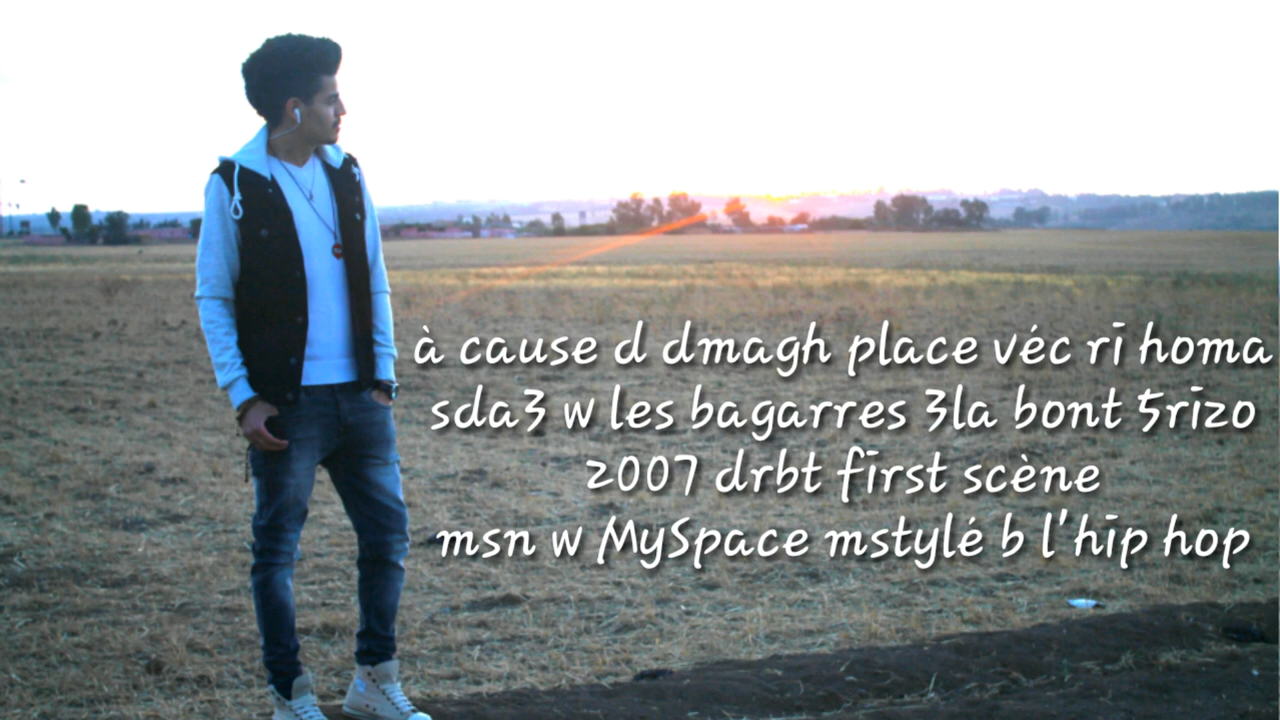 à cause d dmagh place véc ri homa
sda3 w les bagarres 3la bont 5rizo
2007 drbt first scène
msn w MySpace mstylé b l'hip hop